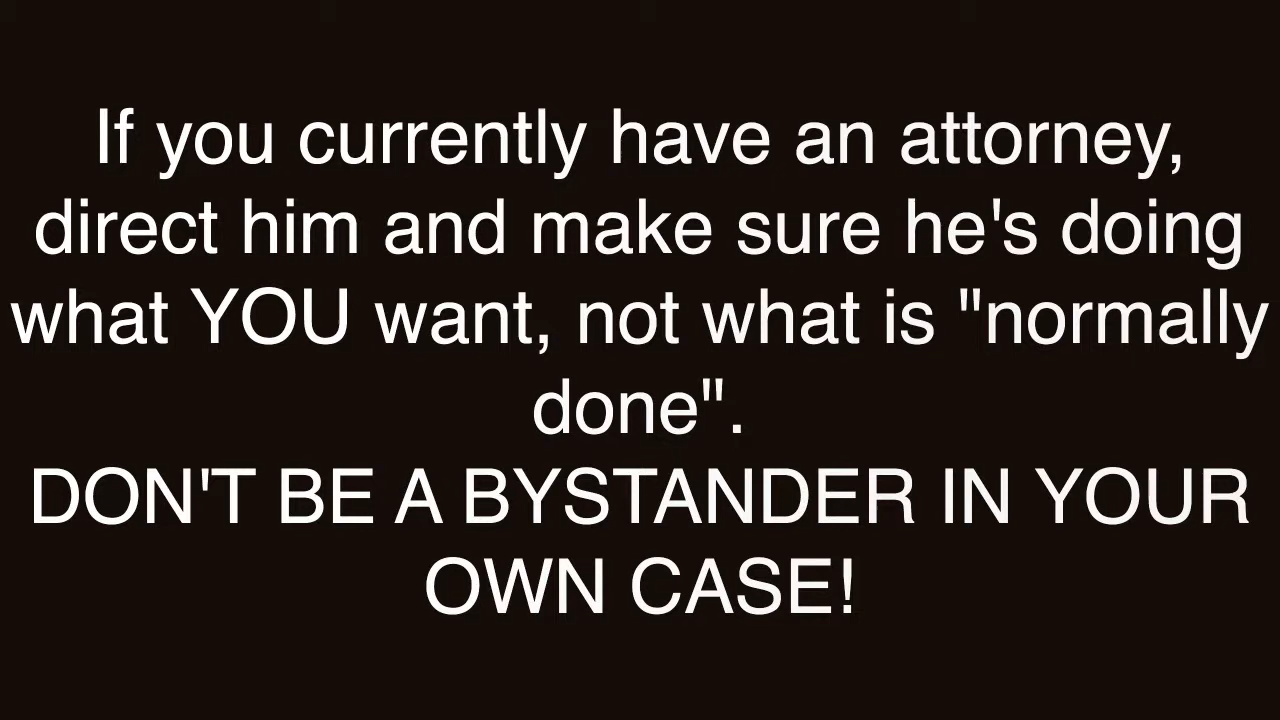 If you currently have an attorney,
direct him and make sure he's doing
what YOU want, not what is "normally
done".
DON'T BE A BYSTANDER IN YOUR
OWN CASE!